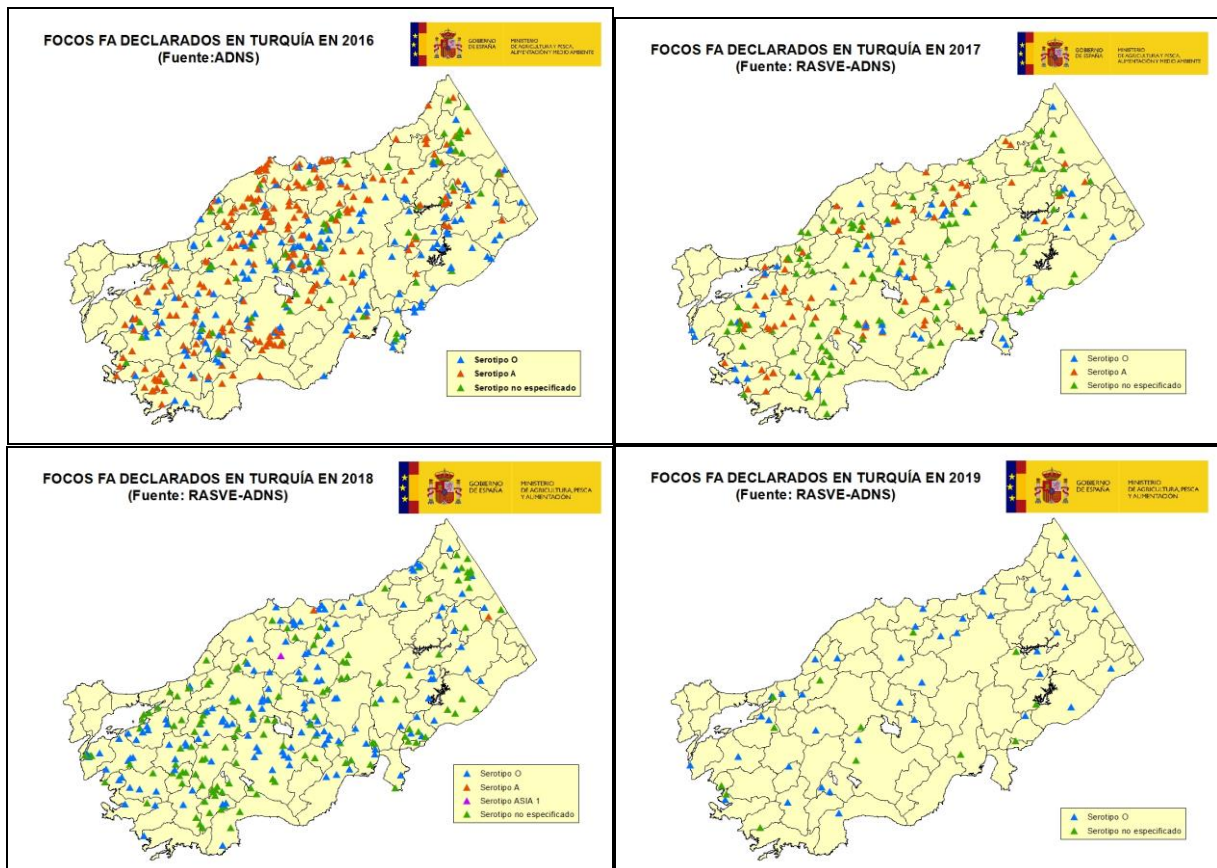 FOCOS FA DECLARADOS EN TURQUÍA EN 2016
(Fuente:ADNS)
GOBIERNO
DE ESPAÑA
MINISTERIO
DE AGRICULTURA Y PESCA,
ALIMENTACIÓN Y MEDIO AMBIENTE
Serotipo O
Serotipo A
Serotipo no especificado
FOCOS FA DECLARADOS EN TURQUÍA EN 2017
(Fuente: RASVE-ADNS)
GOBIERNO
DE ESPAÑA
MINISTERIO
DE AGRICULTURA Y PESCA,
ALIMENTACIÓN Y MEDIO AMBIENTE
Serotipo O
Serotipo A
Serotipo no especificado
FOCOS FA DECLARADOS EN TURQUÍA EN 2018
(Fuente: RASVE-ADNS)
GOBIERNO
DE ESPAÑA
MINISTERIO
DE AGRICULTURA, PESCA
Y ALIMENTACIÓN
Serotipo O
Serotipo A
Serotipo ASIA 1
Serotipo no especificado
FOCOS FA DECLARADOS EN TURQUÍA EN 2019
(Fuente: RASVE-ADNS)
GOBIERNO
DE ESPAÑA
MINISTERIO
DE AGRICULTURA, PESCA
Y ALIMENTACIÓN
Serotipo O
Serotipo no especificado